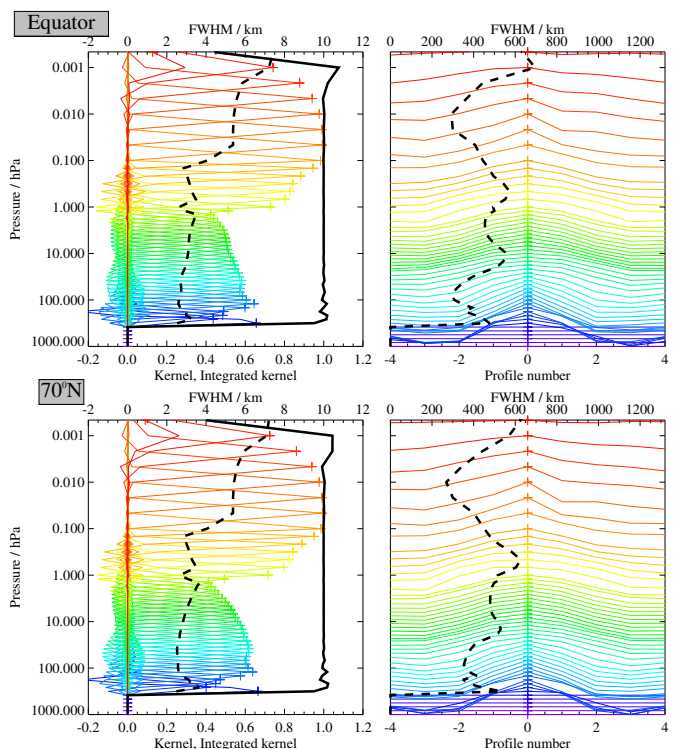 Equator
FWHM / km
FWHM / km
-2 0 2 4 6 8 10 12
0 200 400 600 800 1000 1200
0.001
0.010
0.100
1.000
10.000
100.000
1000.000
Pressure / hPa
-0.2 0.0 0.2 0.4 0.6 0.8 1.0 1.2
-4 -2 0 2 4
Kernel, Integrated kernel
Profile number
70°N
FWHM / km
FWHM / km
-2 0 2 4 6 8 10 12
0 200 400 600 800 1000 1200
0.001
0.010
0.100
1.000
10.000
100.000
1000.000
Pressure / hPa
-0.2 0.0 0.2 0.4 0.6 0.8 1.0 1.2
-4 -2 0 2 4
Kernel, Integrated kernel
Profile number